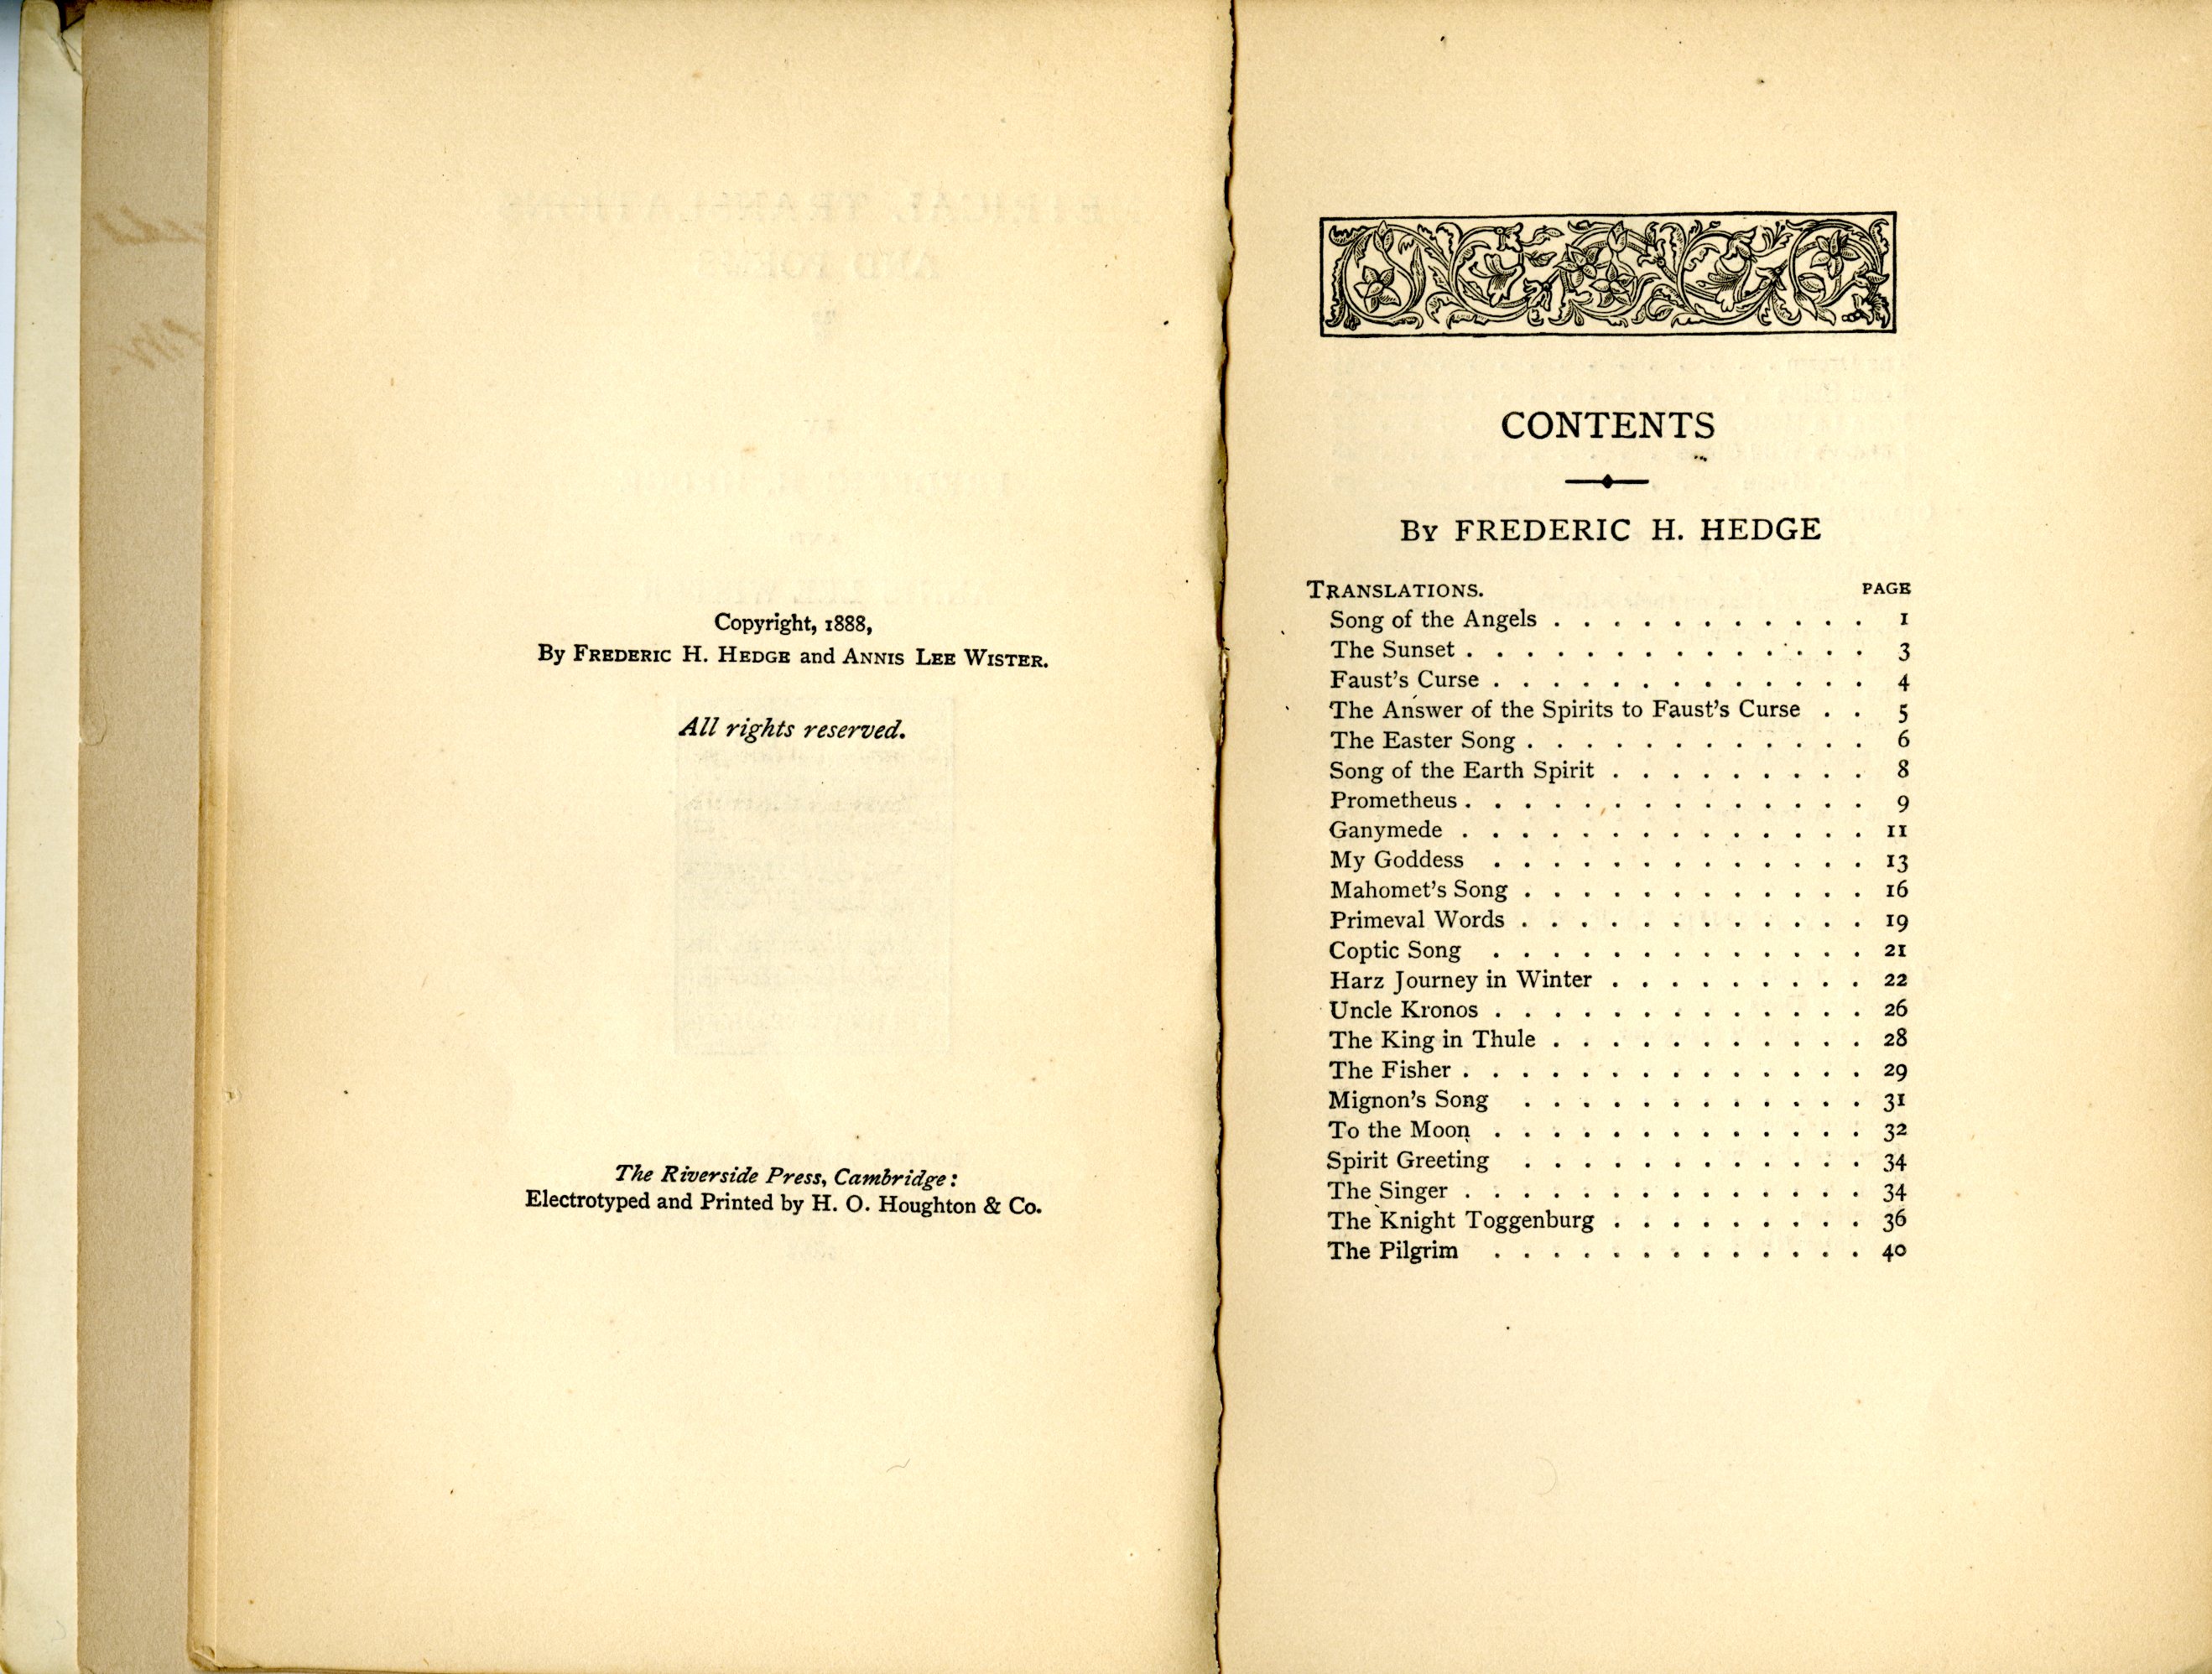 Copyright, 1888,
By FREDERIC H. HEDGE and ANNIS LEE WISTER.
All rights reserved.
The Riverside Press, Cambridge:
Electrotyped and Printed by H. O. Houghton & Co.
CONTENTS
BY FREDERIC H. HEDGE
TRANSLATIONS. PAGE
Song of the Angels . . . . . . . . . . . 1
The Sunset . . . . . . . . . . . . . . 3
Faust's Curse . . . . . . . . . . . . . 4
The Answer of the Spirits to Faust's Curse . . 5
The Easter Song . . . . . . . . . . . . 6
Song of the Earth Spirit . . . . . . . . . 8
Prometheus . . . . . . . . . . . . . . 9
Ganymede . . . . . . . . . . . . . . 11
My Goddess . . . . . . . . . . . . . 13
Mahomet's Song . . . . . . . . . . . . 16
Primeval Words . . . . . . . . . . . . 19
Coptic Song . . . . . . . . . . . . . 21
Harz Journey in Winter . . . . . . . . . 22
Uncle Kronos . . . . . . . . . . . . . 26
The King in Thule . . . . . . . . . . . 28
The Fisher . . . . . . . . . . . . . . 29
Mignon's Song . . . . . . . . . . . . 31
To the Moon . . . . . . . . . . . . . 32
Spirit Greeting . . . . . . . . . . . . 34
The Singer . . . . . . . . . . . . . . 34
The Knight Toggenburg . . . . . . . . . 36
The Pilgrim . . . . . . . . . . . . . 40